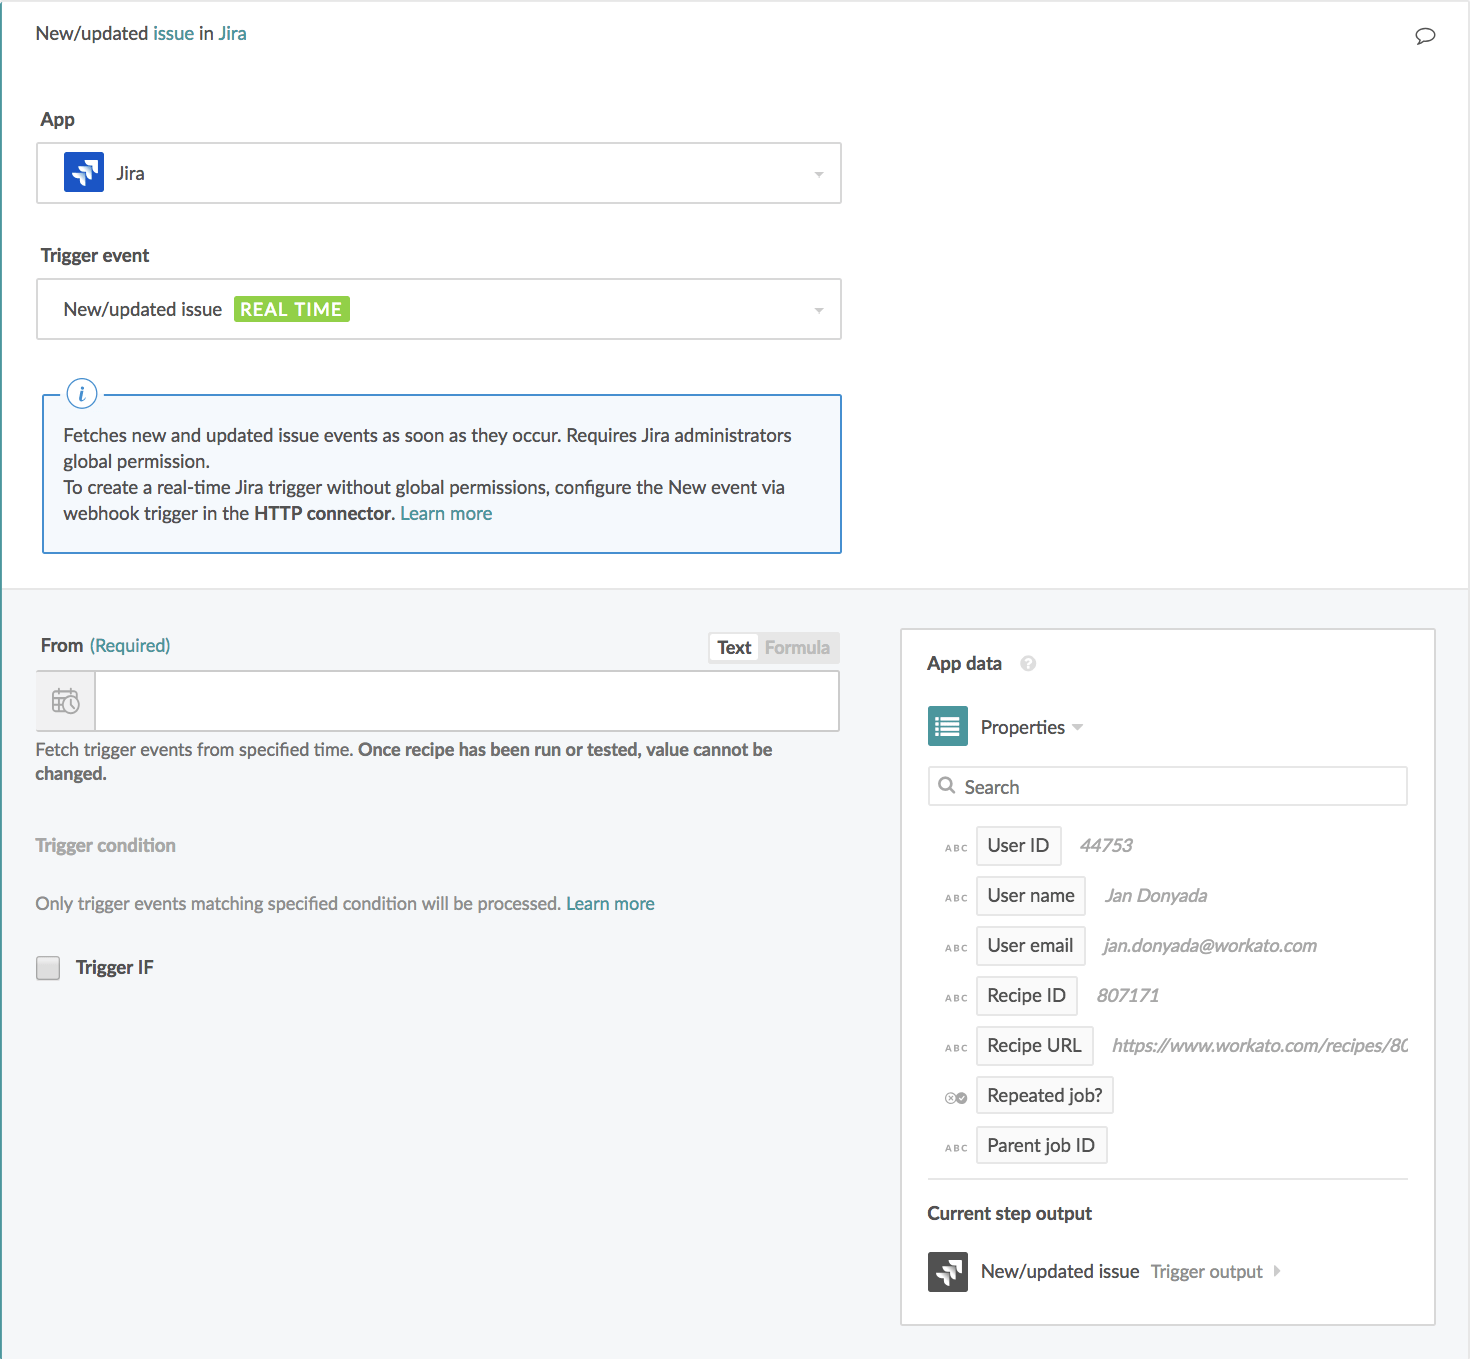 New/updated issue in Jira
App
Jira
Trigger event
New/updated issue REAL TIME
i
Fetches new and updated issue events as soon as they occur. Requires Jira administrators
global permission.
To create a real-time Jira trigger without global permissions, configure the New event via
webhook trigger in the HTTP connector. Learn more
From (Required)
Text Formula
Fetch trigger events from specified time. Once recipe has been run or tested, value cannot be
changed.
Trigger condition
Only trigger events matching specified condition will be processed. Learn more
Trigger IF
App data ?
Properties
Search
ABC User ID 44753
ABC User name Jan Donyada
ABC User email jan.donyada@workato.com
ABC Recipe ID 807171
ABC Recipe URL https://www.workato.com/recipes/80
Repeated job?
ABC Parent job ID
Current step output
New/updated issue Trigger output